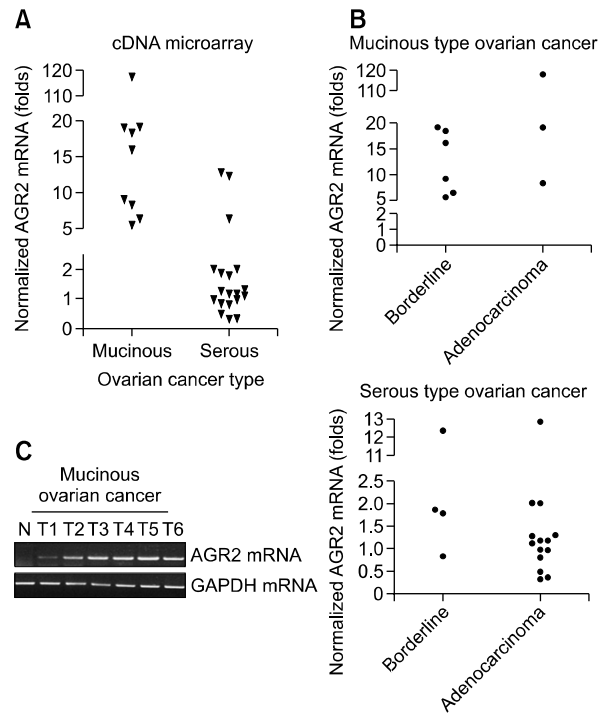 A
cDNA microarray
Normalized AGR2 mRNA (folds)
120
110
20
15
10
5
2
1
0
Mucinous
Serous
Ovarian cancer type
B
Mucinous type ovarian cancer
Normalized AGR2 mRNA (folds)
120
110
20
15
10
5
2
1
0
Borderline
Adenocarcinoma
Serous type ovarian cancer
Normalized AGR2 mRNA (folds)
13
12
11
2.5
2.0
1.5
1.0
0.5
0
Borderline
Adenocarcinoma
C
Mucinous
ovarian cancer
N T1 T2 T3 T4 T5 T6
AGR2 mRNA
GAPDH mRNA